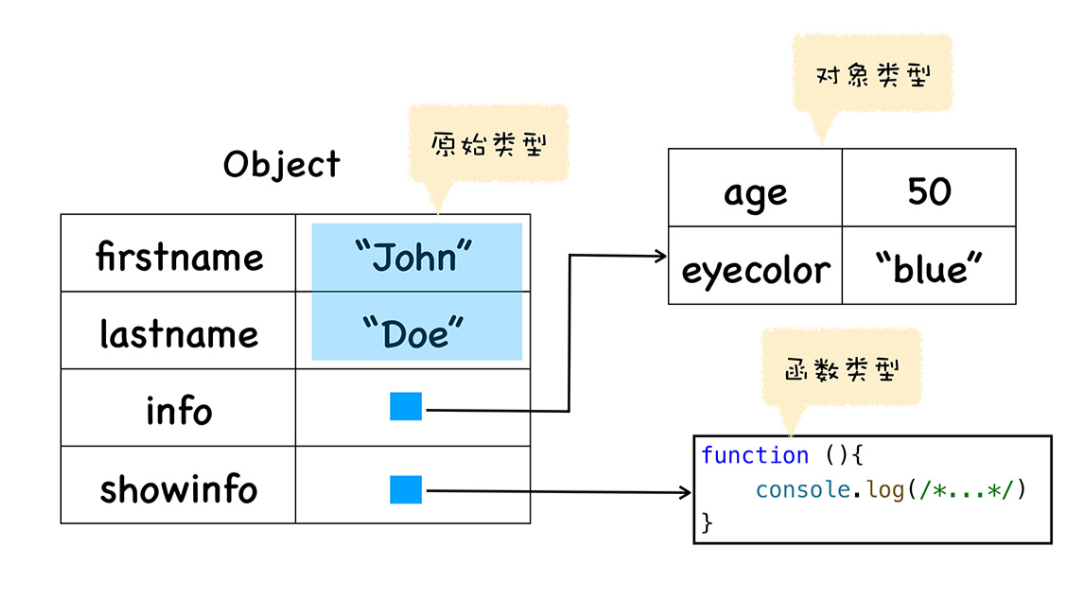 对象类型
原始类型
Object
age 50
eyecolor “blue”
firstname “John”
lastname “Doe”
info
showinfo
函数类型
function (){
console.log(/*...*/)
}